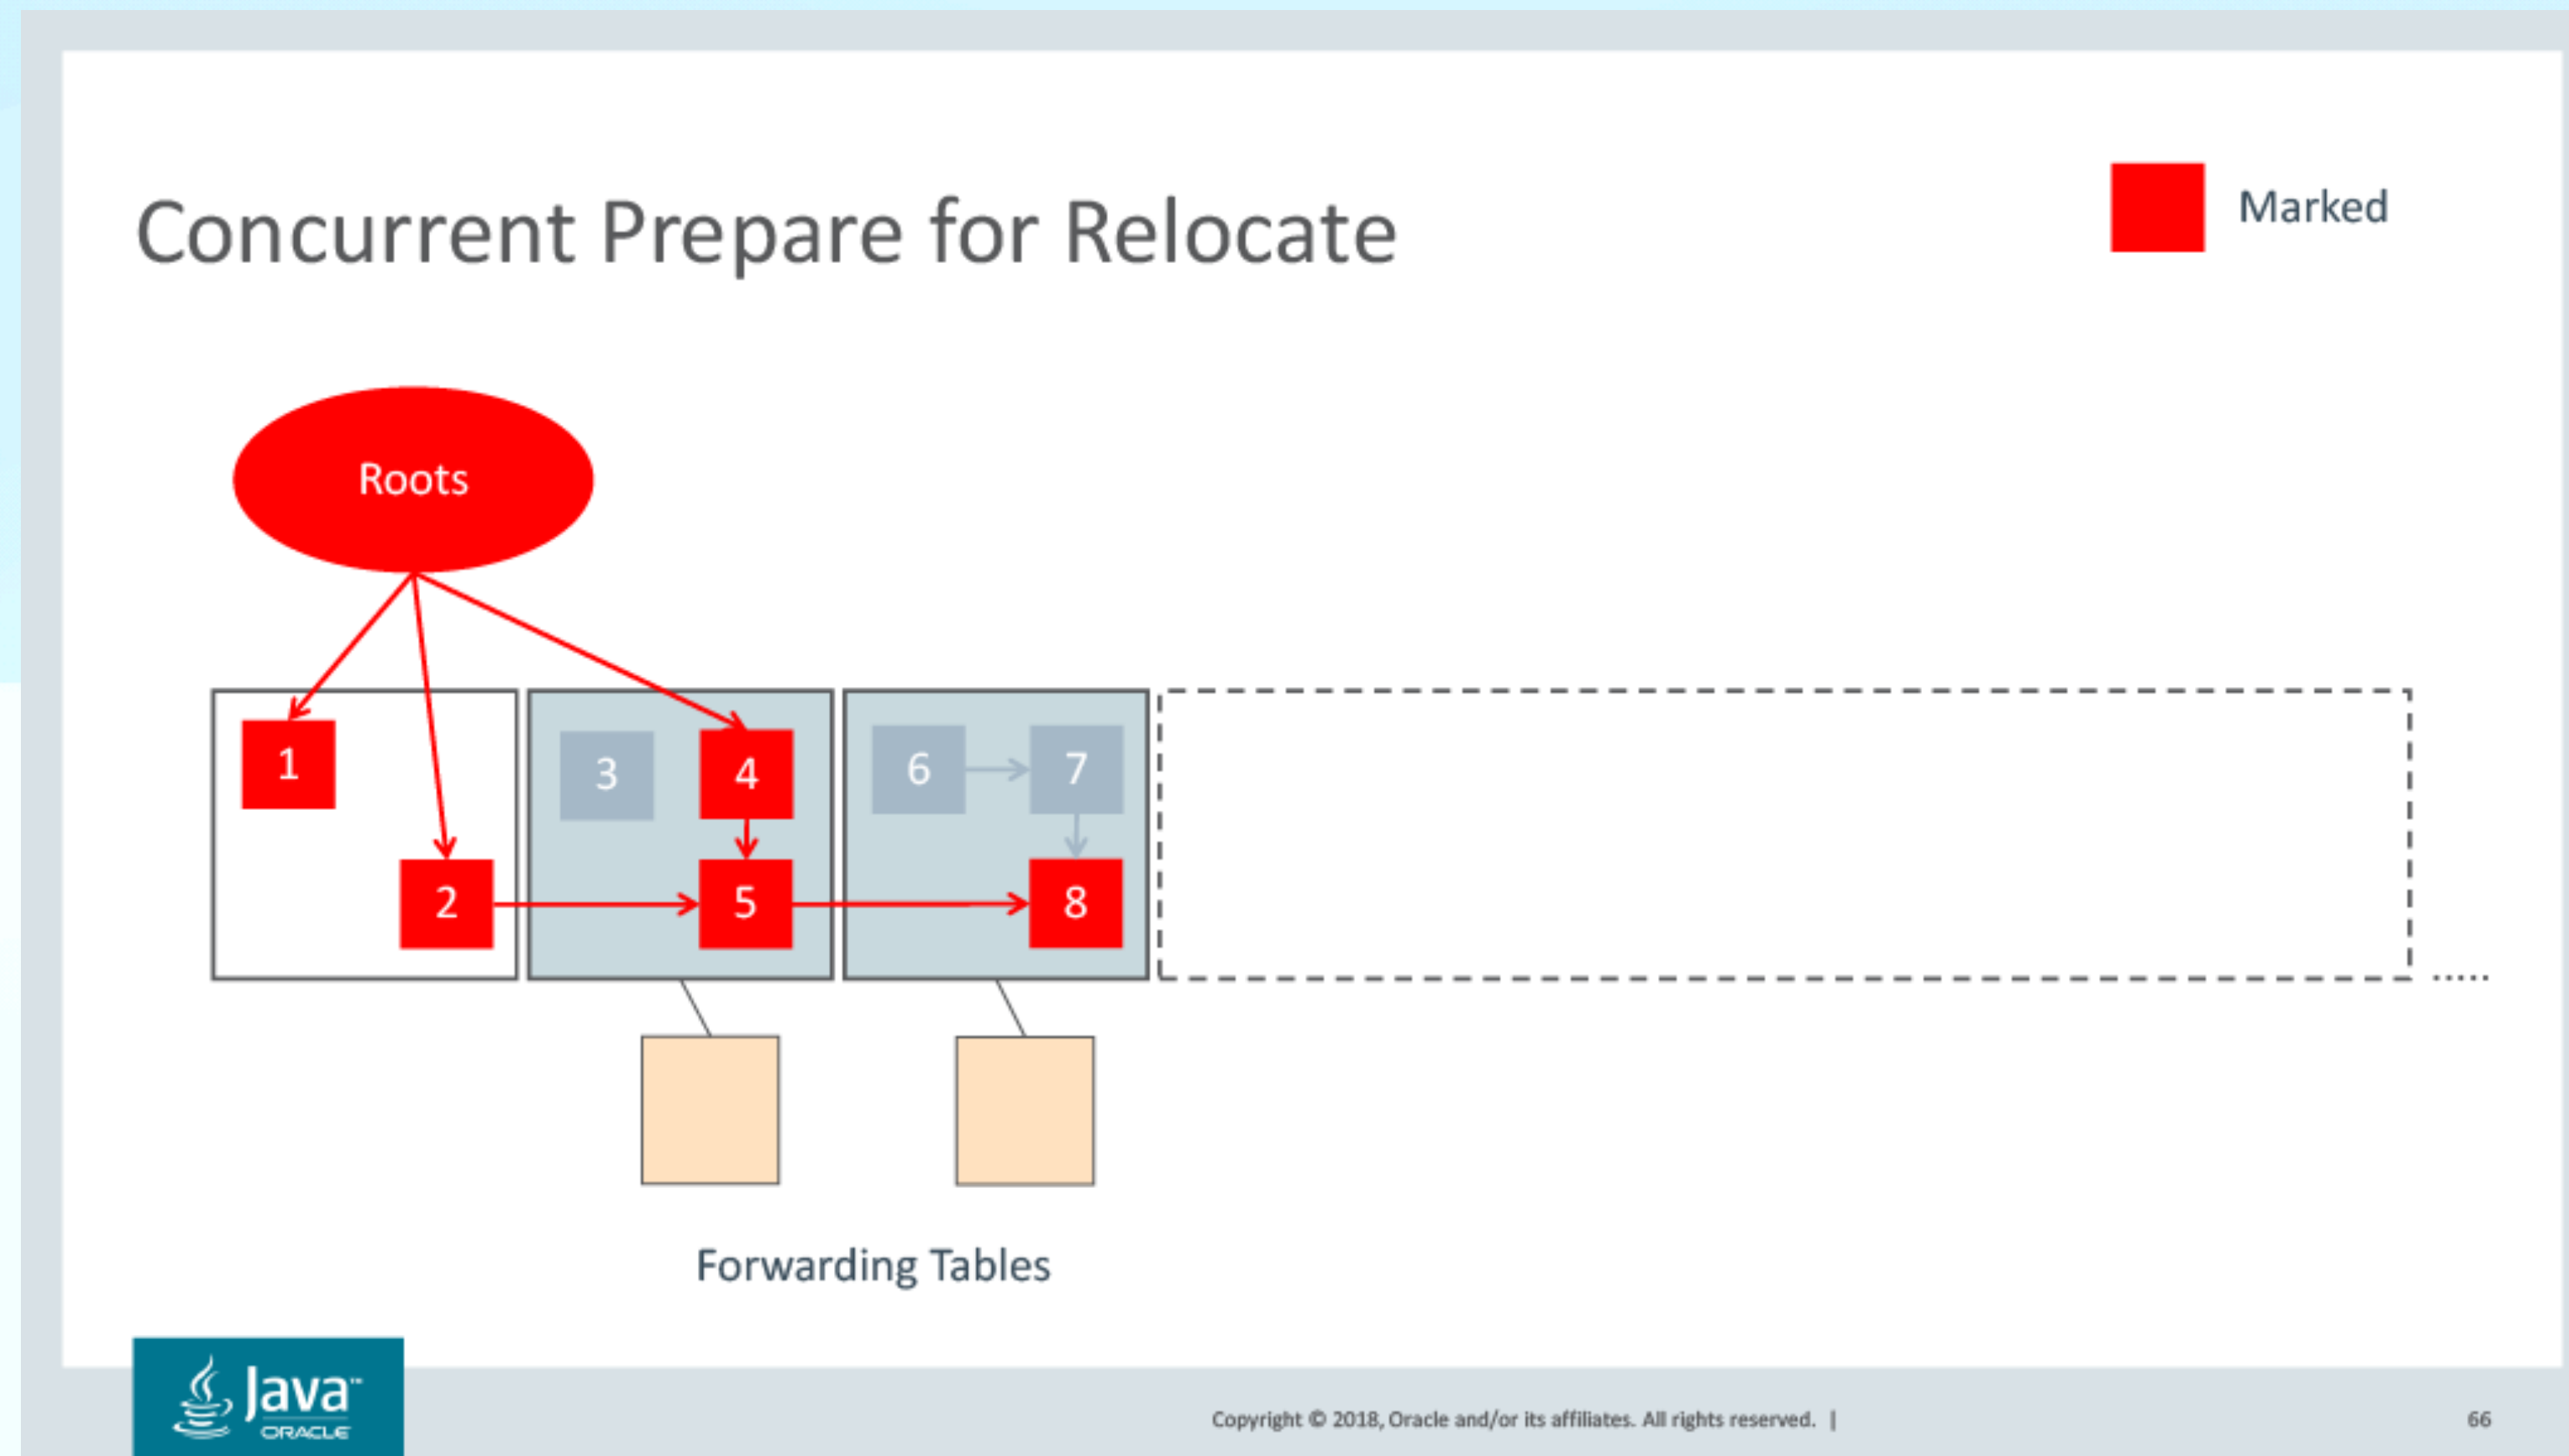 Concurrent Prepare for Relocate
Marked
Roots
1
3
4
6
7
2
5
8
Forwarding Tables
Java™
ORACLE
Copyright © 2018, Oracle and/or its affiliates. All rights reserved. |
66